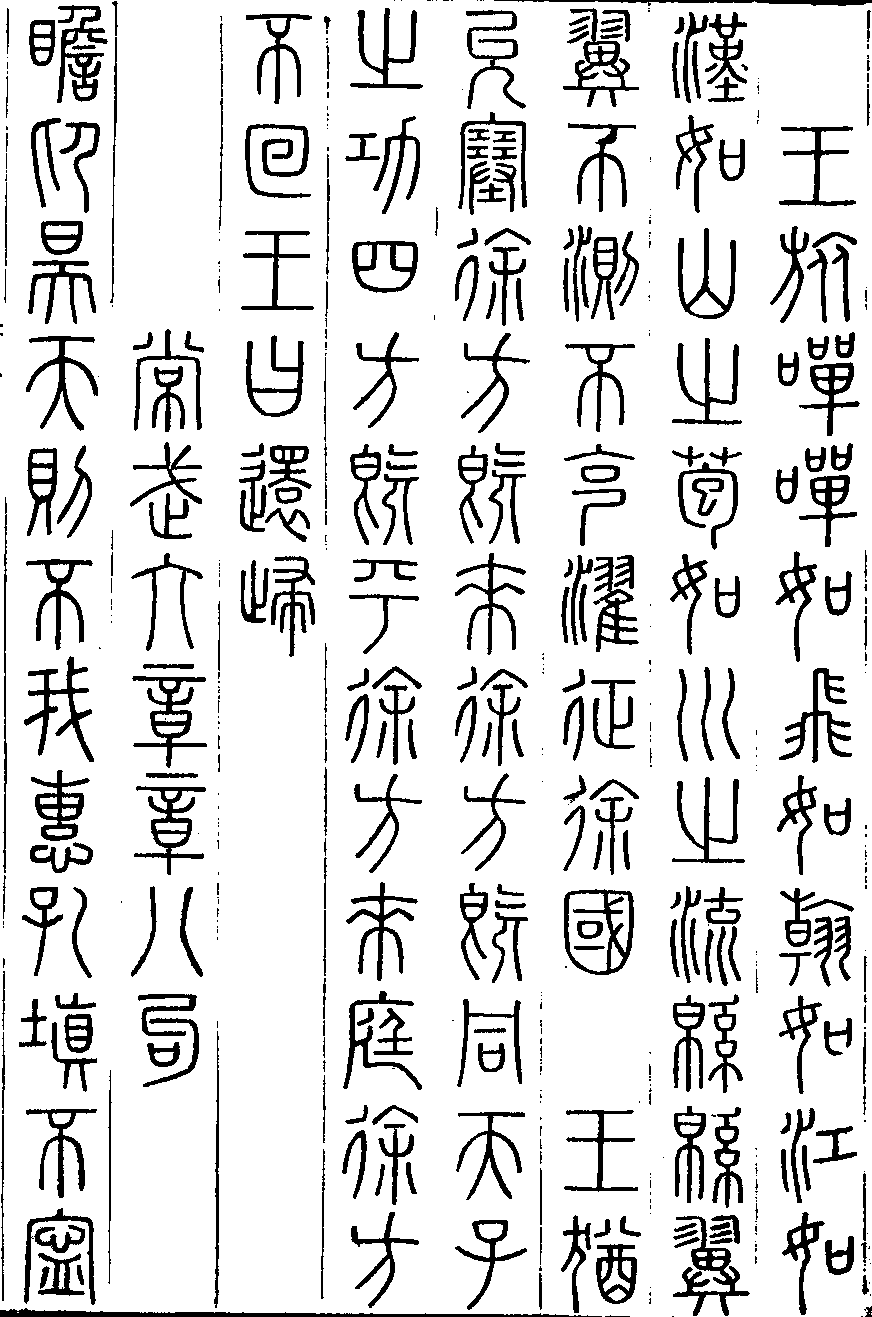 王旅嘽嘽如飛如翰如江如
漢如山之苞如川之流緜緜翼
翼不測不克濯征徐國　王猶
允塞徐方既來徐方既同天子
之功四方既平徐方來庭徐方
不回王曰還歸
常武六章章八句
瞻卬昊天則不我惠孔填不寧